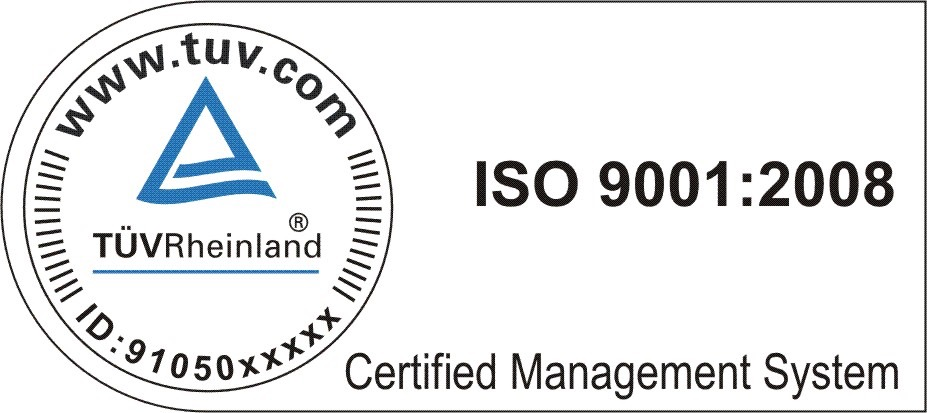 www.tuv.com
®
TÜVRheinland
ID:91050xxxxx
ISO 9001:2008
Certified Management System